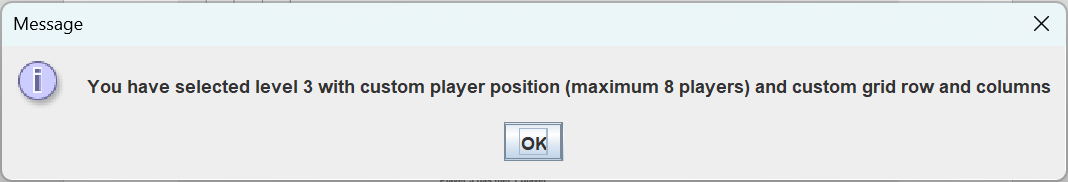 Message
You have selected level 3 with custom player position (maximum 8 players) and custom grid row and columns
OK